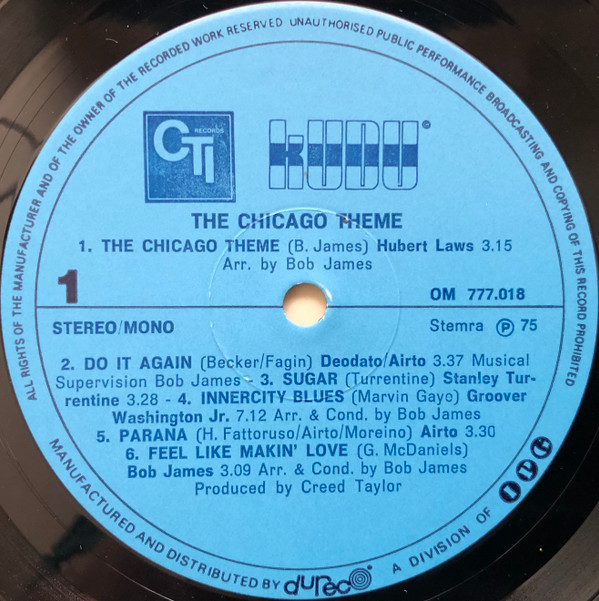 ALL RIGHTS OF THE MANUFACTURER AND OF THE OWNER OF THE RECORDED WORK RESERVED UNAUTHORISED PUBLIC PERFORMANCE BROADCASTING AND COPYING OF THIS RECORD PROHIBITED
CTI RECORDS
KUDU
THE CHICAGO THEME
1. THE CHICAGO THEME (B. James) Hubert Laws 3.15
Arr. by Bob James
1
OM 777.018
STEREO/MONO
Stemra Ⓟ 75
2. DO IT AGAIN (Becker/Fagin) Deodato/Airto 3.37 Musical
Supervision Bob James - 3. SUGAR (Turrentine) Stanley Tur-
rentine 3.28 - 4. INNERCITY BLUES (Marvin Gaye) Groover
Washington Jr. 7.12 Arr. & Cond. by Bob James
5. PARANA (H. Fattoruso/Airto/Moreino) Airto 3.30
6. FEEL LIKE MAKIN' LOVE (G. McDaniels)
Bob James 3.09 Arr. & Cond. by Bob James
Produced by Creed Taylor
MANUFACTURED AND DISTRIBUTED BY dureco A DIVISION OF